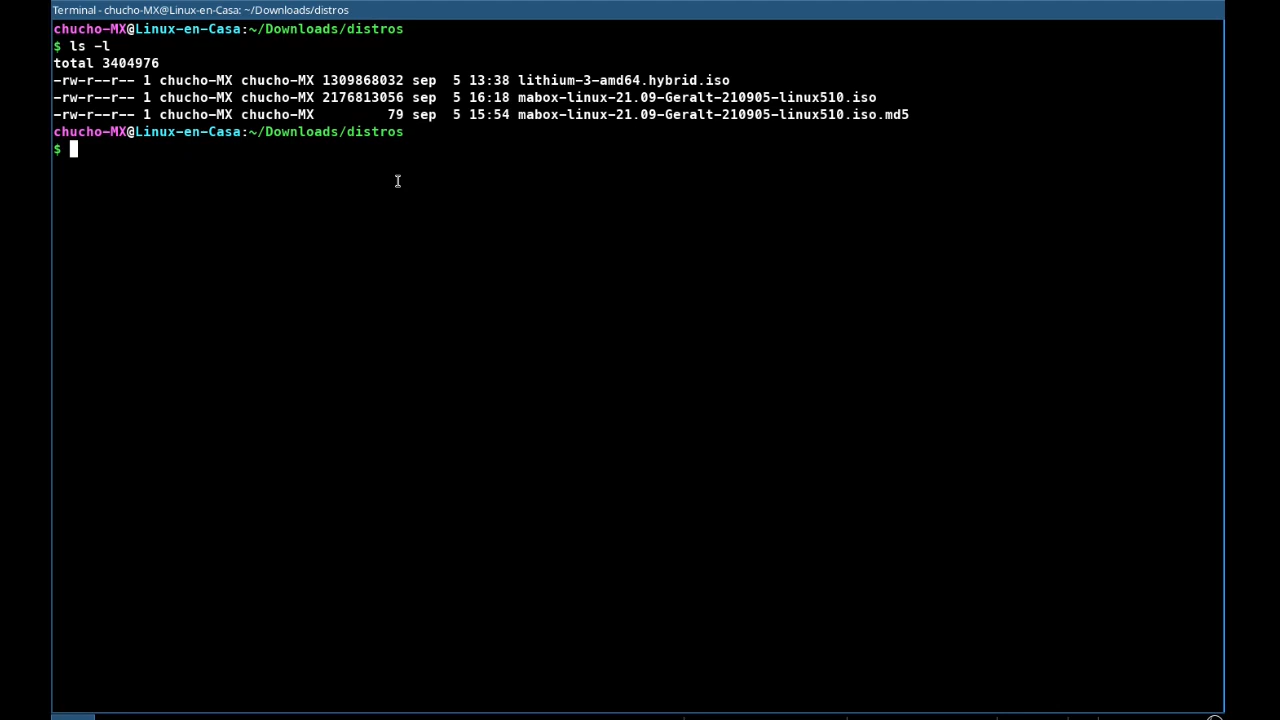 Terminal - chucho-MX@Linux-en-Casa: ~/Downloads/distros
chucho-MX@Linux-en-Casa:~/Downloads/distros
$ ls -l
total 3404976
-rw-r--r-- 1 chucho-MX chucho-MX 1309868032 sep  5 13:38 lithium-3-amd64.hybrid.iso
-rw-r--r-- 1 chucho-MX chucho-MX 2176813056 sep  5 16:18 mabox-linux-21.09-Geralt-210905-linux510.iso
-rw-r--r-- 1 chucho-MX chucho-MX         79 sep  5 15:54 mabox-linux-21.09-Geralt-210905-linux510.iso.md5
chucho-MX@Linux-en-Casa:~/Downloads/distros
$